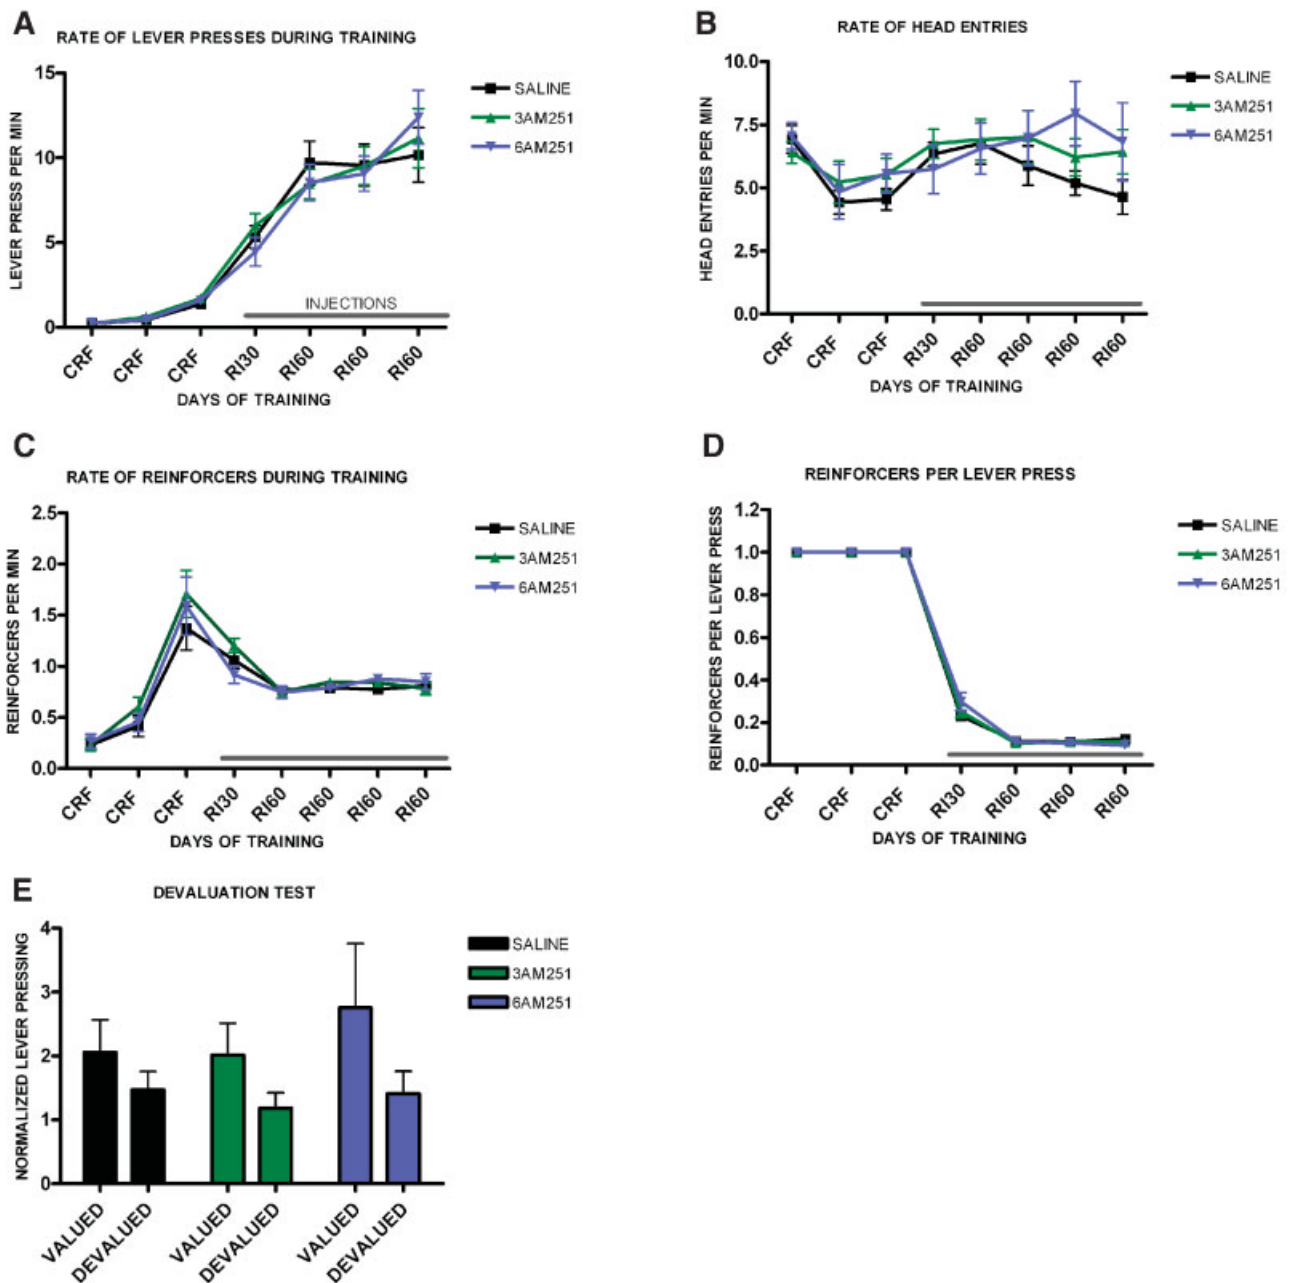 A
RATE OF LEVER PRESSES DURING TRAINING
LEVER PRESS PER MIN
15
10
5
0
INJECTIONS
CRF CRF CRF RI30 RI60 RI60 RI60
DAYS OF TRAINING
SALINE
3AM251
6AM251
B
RATE OF HEAD ENTRIES
HEAD ENTRIES PER MIN
10.0
7.5
5.0
2.5
0.0
CRF CRF CRF RI30 RI60 RI60 RI60 RI60
DAYS OF TRAINING
SALINE
3AM251
6AM251
C
RATE OF REINFORCERS DURING TRAINING
REINFORCERS PER MIN
2.5
2.0
1.5
1.0
0.5
0.0
CRF CRF CRF RI30 RI60 RI60 RI60 RI60
DAYS OF TRAINING
SALINE
3AM251
6AM251
D
REINFORCERS PER LEVER PRESS
REINFORCERS PER LEVER PRESS
1.2
1.0
0.8
0.6
0.4
0.2
0.0
CRF CRF CRF RI30 RI60 RI60 RI60
DAYS OF TRAINING
SALINE
3AM251
6AM251
E
DEVALUATION TEST
NORMALIZED LEVER PRESSING
4
3
2
1
0
VALUED DEVALUED VALUED DEVALUED VALUED DEVALUED
SALINE
3AM251
6AM251